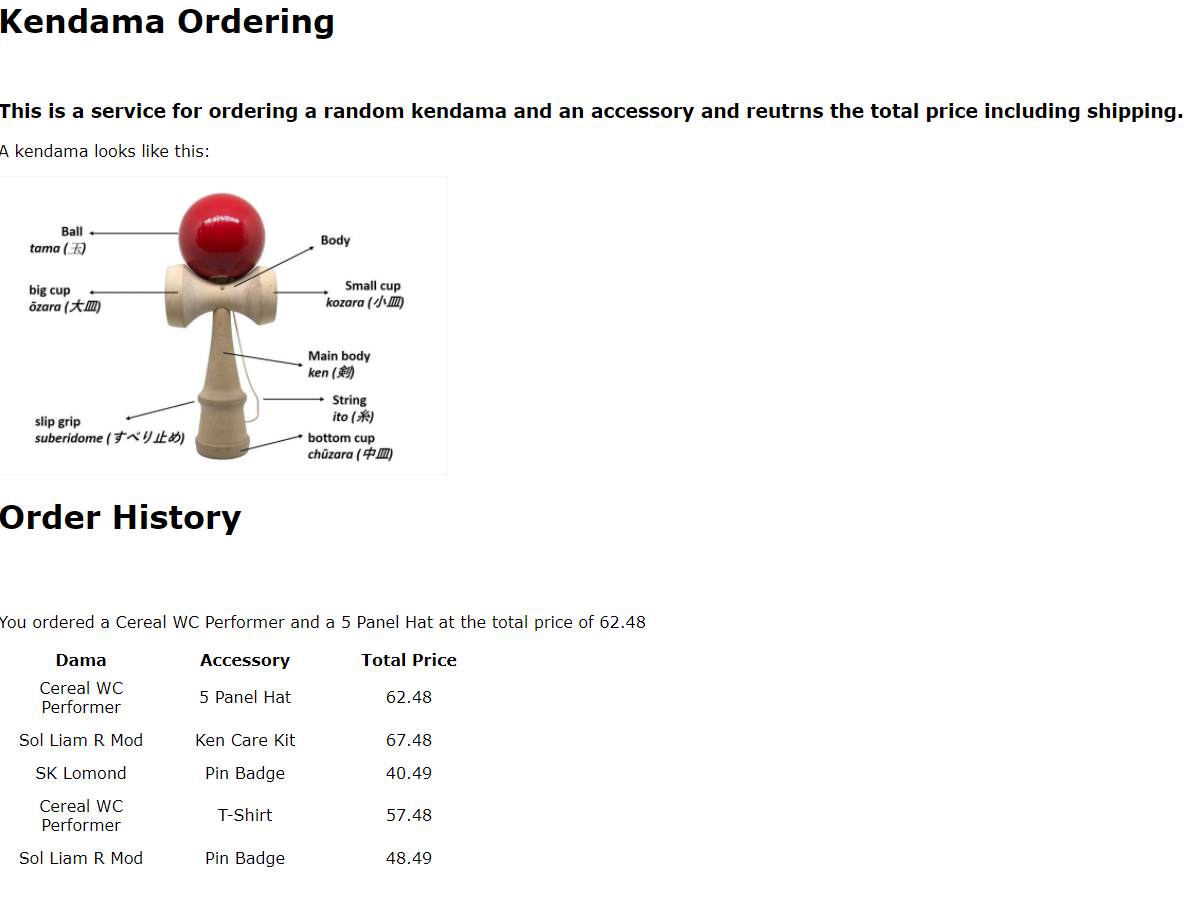 Kendama Ordering
This is a service for ordering a random kendama and an accessory and reutrns the total price including shipping.
A kendama looks like this:
Ball
tama (玉)
Body
big cup
ōzara (大皿)
Small cup
kozara (小皿)
Main body
ken (剣)
String
ito (糸)
slip grip
suberidome (すべり止め)
bottom cup
chūzara (中皿)
Order History
You ordered a Cereal WC Performer and a 5 Panel Hat at the total price of 62.48
Dama Accessory Total Price
Cereal WC
Performer 5 Panel Hat 62.48
Sol Liam R Mod Ken Care Kit 67.48
SK Lomond Pin Badge 40.49
Cereal WC
Performer T-Shirt 57.48
Sol Liam R Mod Pin Badge 48.49